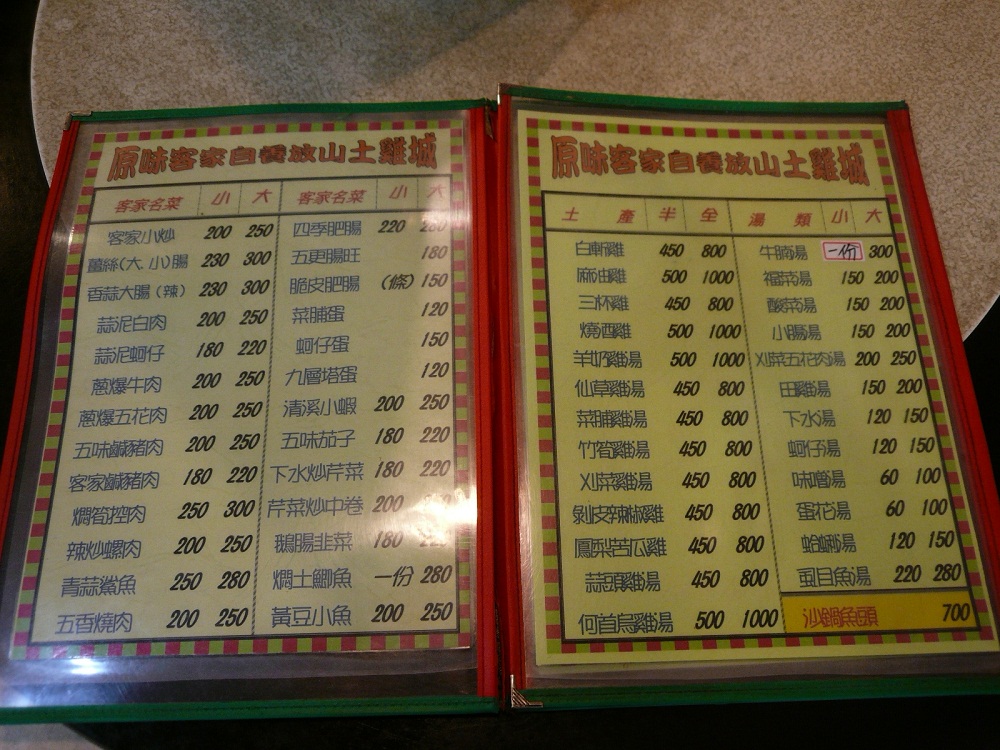 原味客家自養放山土雞城
客家名菜 小 大
客家小炒 200 250
薑絲(大.小)腸 230 300
香蒜大腸(辣) 230 300
蒜泥白肉 200 250
蒜泥蚵仔 180 220
蔥爆牛肉 200 250
蔥爆五花肉 200 250
五味鹹豬肉 200 250
客家鹹豬肉 180 220
燜筍控肉 250 300
辣炒螺肉 200 250
青蒜鯊魚 250 280
五香燒肉 200 250
客家名菜 小 大
四季肥腸 220
五更腸旺 180
脆皮肥腸 (條) 150
菜脯蛋 120
蚵仔蛋 150
九層塔蛋 120
清溪小蝦 200 250
五味茄子 180 220
下水炒芹菜 180 220
芹菜炒中卷 200
鵝腸韭菜 180
燜土鯽魚 一份 280
黃豆小魚 200 250
原味客家自養放山土雞城
土產 半 全
白斬雞 450 800
麻油雞 500 1000
三杯雞 450 800
燒酒雞 500 1000
羊奶雞湯 500 1000
仙草雞湯 450 800
菜脯雞湯 450 800
竹筍雞湯 450 800
刈菜雞湯 450 800
剝皮辣椒雞 450 800
鳳梨苦瓜雞 450 800
蒜頭雞湯 450 800
何首烏雞湯 500 1000
湯類 小 大
牛腩湯 一份 300
福菜湯 150 200
酸菜湯 150 200
小腸湯 150 200
刈菜五花肉湯 200 250
田雞湯 150 200
下水湯 120 150
蚵仔湯 120 150
味噌湯 60 100
蛋花湯 60 100
蛤蜊湯 120 150
虱目魚湯 220 280
沙鍋魚頭 700